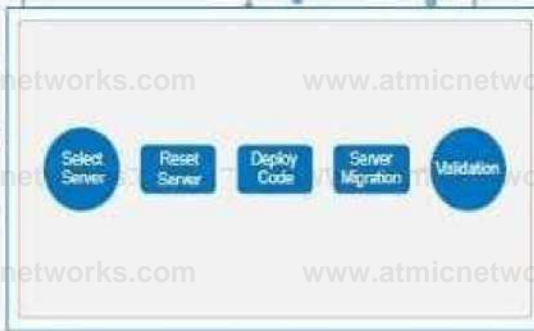 networks.com www.atmicnetwo
Select Server
Reset Server
Deploy Code
Server Migration
Validation
networks.com www.atmicnetwo